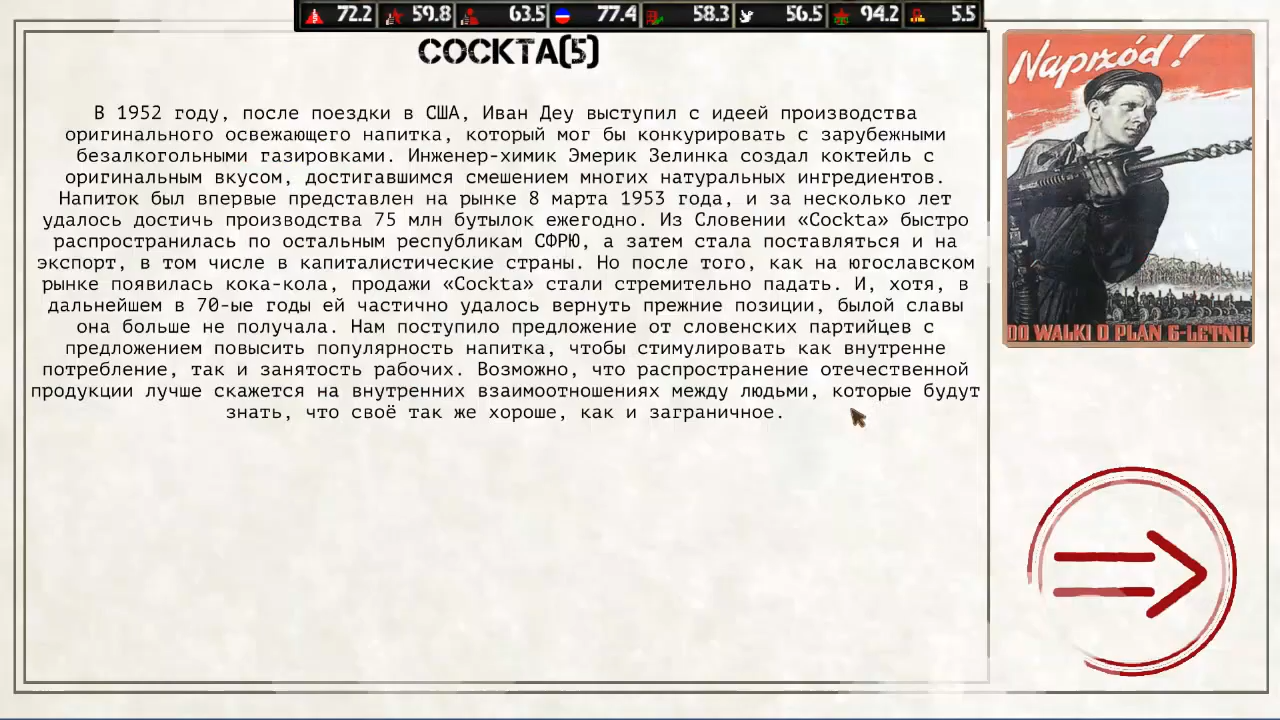 72.2 59.8 63.5 77.4 58.3 56.5 94.2 5.5
COCKTA(5)
В 1952 году, после поездки в США, Иван Деу выступил с идеей производства
оригинального освежающего напитка, который мог бы конкурировать с зарубежными
безалкогольными газировками. Инженер-химик Эмерик Зелинка создал коктейль с
оригинальным вкусом, достигавшимся смешением многих натуральных ингредиентов.
Напиток был впервые представлен на рынке 8 марта 1953 года, и за несколько лет
удалось достичь производства 75 млн бутылок ежегодно. Из Словении «Cockta» быстро
распространилась по остальным республикам СФРЮ, а затем стала поставляться и на
экспорт, в том числе в капиталистические страны. Но после того, как на югославском
рынке появилась кока-кола, продажи «Cockta» стали стремительно падать. И, хотя, в
дальнейшем в 70-ые годы ей частично удалось вернуть прежние позиции, былой славы
она больше не получала. Нам поступило предложение от словенских партийцев с
предложением повысить популярность напитка, чтобы стимулировать как внутренне
потребление, так и занятость рабочих. Возможно, что распространение отечественной
продукции лучше скажется на внутренних взаимоотношениях между людьми, которые будут
знать, что своё так же хороше, как и заграничное.
Naprzód!
DO WALKI O PLAN 6-LETNI!